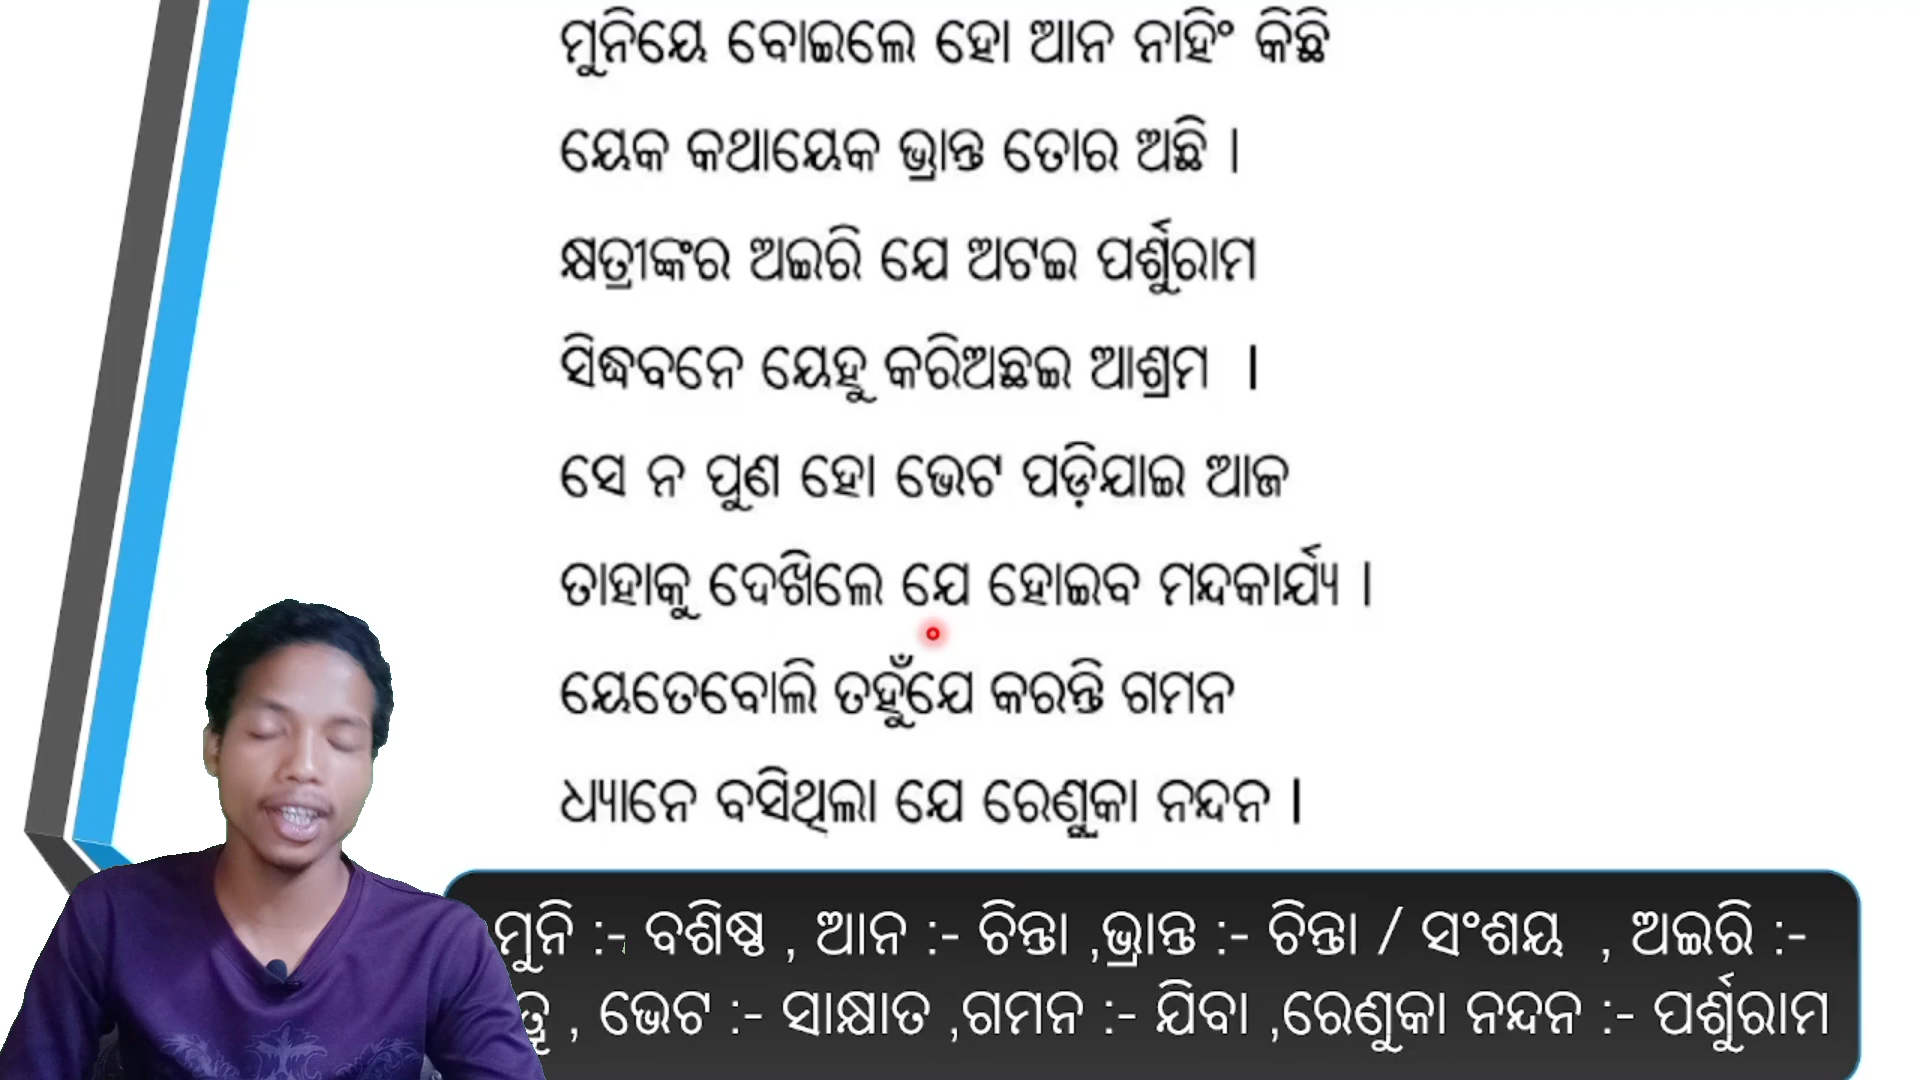 ମୁନିୟେ ବୋଇଲେ ହୋ ଆନ ନାହିଂ କିଛି
ୟେକ କଥାୟେକ ଭ୍ରାନ୍ତ ତୋର ଅଛି ।
କ୍ଷତ୍ରୀଙ୍କର ଅଇରି ଯେ ଅଟଇ ପର୍ଶୁରାମ
ସିଦ୍ଧବନେ ୟେହୁ କରିଅଛଇ ଆଶ୍ରମ ।
ସେ ନ ପୁଣ ହୋ ଭେଟ ପଡ଼ିଯାଇ ଆଜ
ତାହାକୁ ଦେଖିଲେ ଯେ ହୋଇବ ମନ୍ଦକାର୍ଯ୍ୟ ।
ୟେତେବୋଲି ତହୁଁଯେ କରନ୍ତି ଗମନ
ଧ୍ୟାନେ ବସିଥିଲା ଯେ ରେଣୁକା ନନ୍ଦନ ।
ମୁନି :- ବଶିଷ୍ଠ , ଆନ :- ଚିନ୍ତା ,ଭ୍ରାନ୍ତ :- ଚିନ୍ତା / ସଂଶୟ , ଅଇରି :-
, ଭେଟ :- ସାକ୍ଷାତ ,ଗମନ :- ଯିବା ,ରେଣୁକା ନନ୍ଦନ :- ପର୍ଶୁରାମ